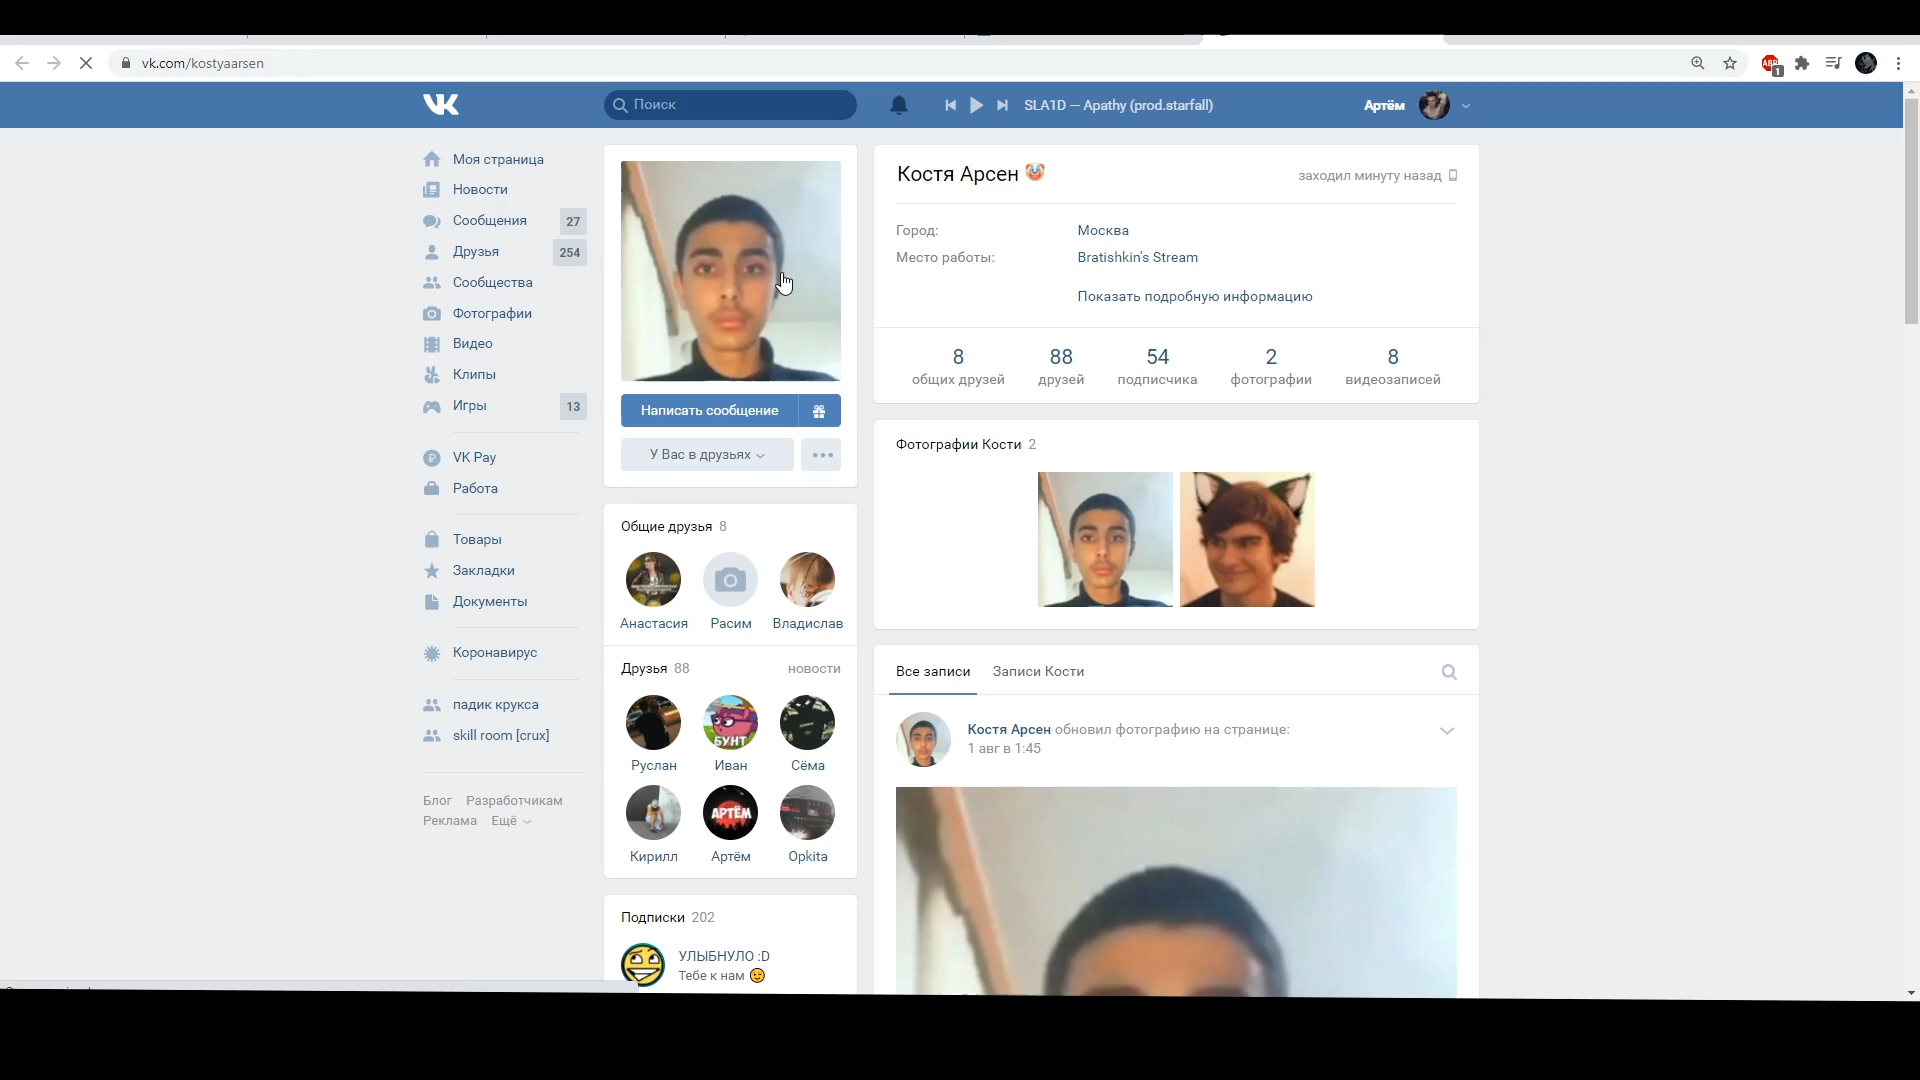 vk.com/kostyaarsen
ABP
1
Поиск
SLA1D — Apathy (prod.starfall)
Артём
Моя страница
Новости
Сообщения 27
Друзья 254
Сообщества
Фотографии
Видео
Клипы
Игры 13
VK Pay
Работа
Товары
Закладки
Документы
Коронавирус
падик крукса
skill room [crux]
Блог Разработчикам
Реклама Ещё
Написать сообщение
У Вас в друзьях
Общие друзья 8
Анастасия Расим Владислав
Друзья 88 новости
БУНТ
Руслан Иван Сёма
АРТЁМ
Кирилл Артём Opkita
Подписки 202
УЛЫБНУЛО :D
Тебе к нам 😉
Костя Арсен 🤡 заходил минуту назад
Город: Москва
Место работы: Bratishkin's Stream
Показать подробную информацию
8 88 54 2 8
общих друзей друзей подписчика фотографии видеозаписей
Фотографии Кости 2
Все записи Записи Кости
Костя Арсен обновил фотографию на странице:
1 авг в 1:45